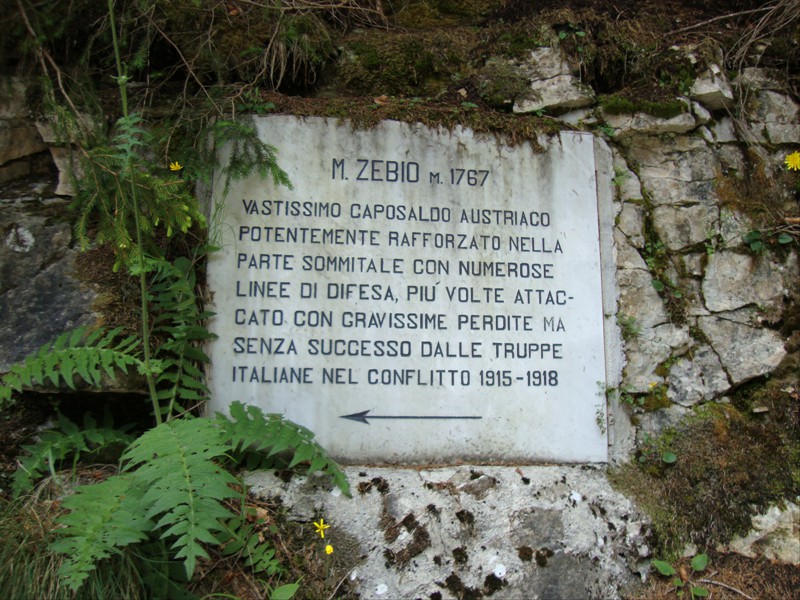 M. ZEBIO M. 1767
VASTISSIMO CAPOSALDO AUSTRIACO
POTENTEMENTE RAFFORZATO NELLA
PARTE SOMMITALE CON NUMEROSE
LINEE DI DIFESA, PIÚ VOLTE ATTAC-
CATO CON GRAVISSIME PERDITE MA
SENZA SUCCESSO DALLE TRUPPE
ITALIANE NEL CONFLITTO 1915-1918